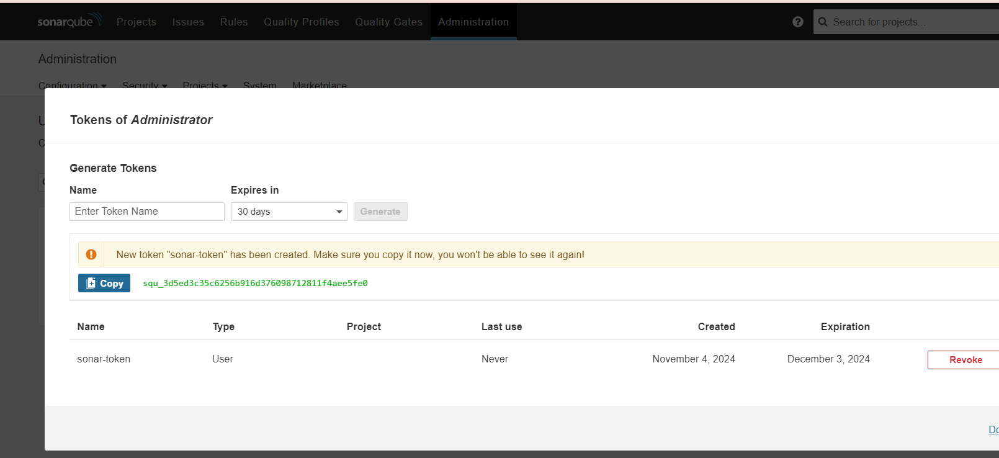 sonarqube Projects Issues Rules Quality Profiles Quality Gates Administration ? Search for projects...
Administration
Configuration Security Projects System Marketplace
Tokens of Administrator
Generate Tokens
Name Expires in
Enter Token Name 30 days Generate
New token "sonar-token" has been created. Make sure you copy it now, you won't be able to see it again!
Copy squ_3d5ed3c35c6256b916d376098712811f4aee5fe0
Name Type Project Last use Created Expiration
sonar-token User Never November 4, 2024 December 3, 2024 Revoke